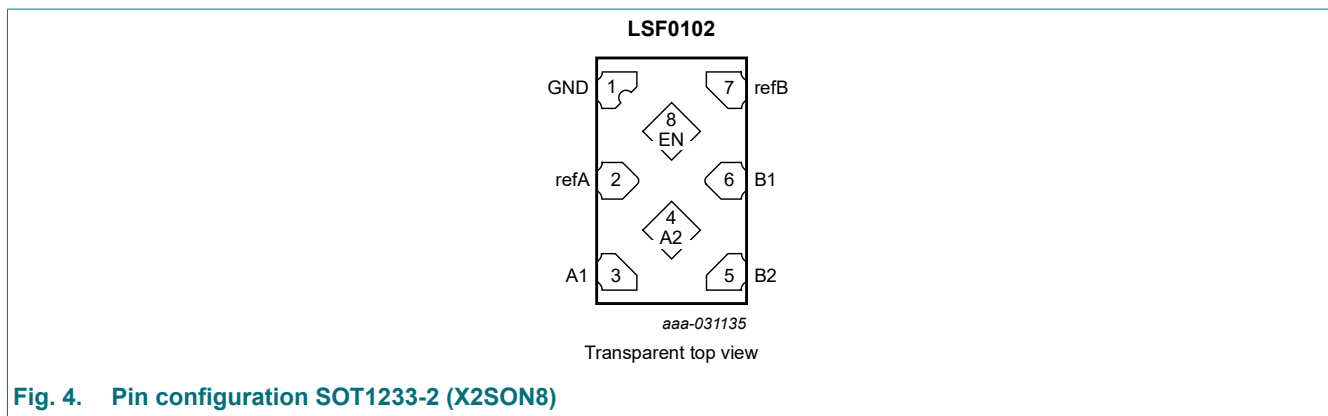 LSF0102
GND 1 7 refB
8
EN
refA 2 6 B1
4
A2
A1 3 5 B2
aaa-031135
Transparent top view
Fig. 4. Pin configuration SOT1233-2 (X2SON8)